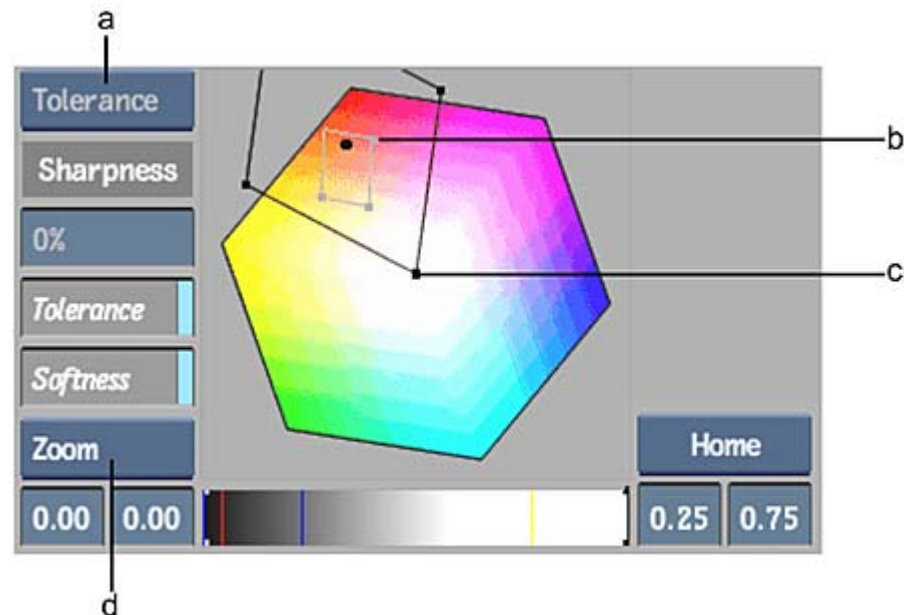 a
Tolerance
b
Sharpness
0%
c
Tolerance
Softness
Zoom
Home
0.00 0.00
0.25 0.75
d